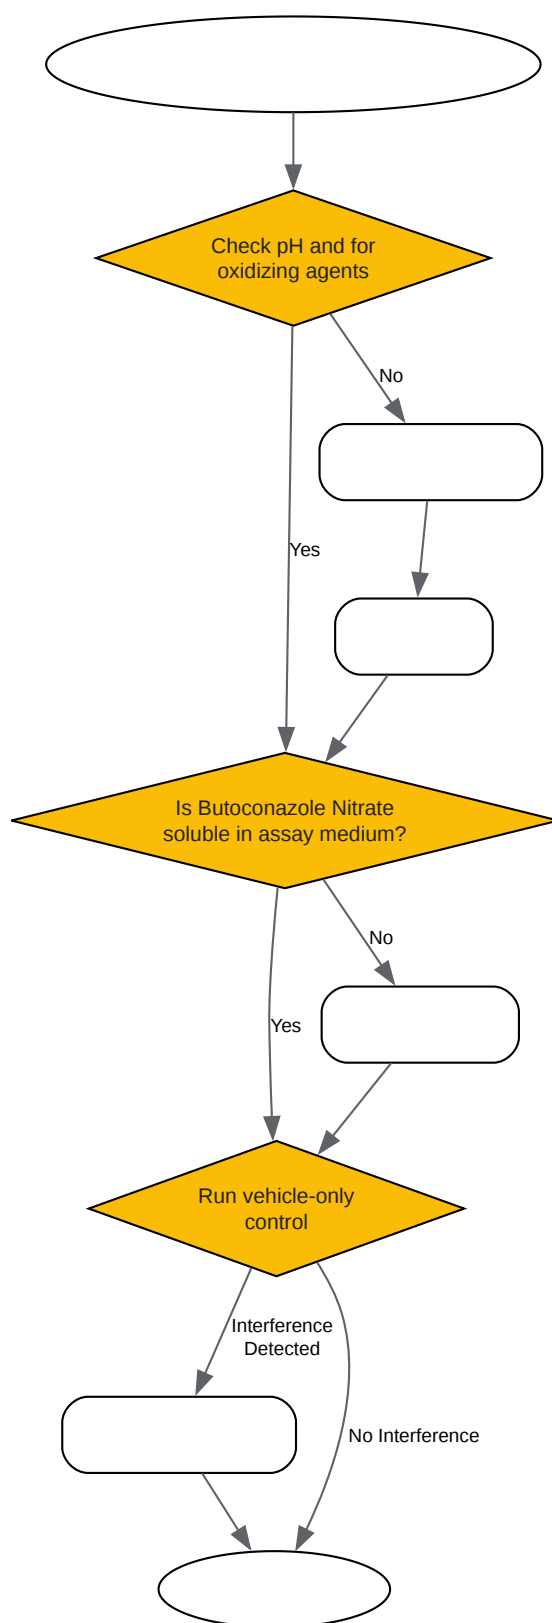 Check pH and for
oxidizing agents
No
Yes
Is Butoconazole Nitrate
soluble in assay medium?
No
Yes
Run vehicle-only
control
Interference
Detected
No Interference